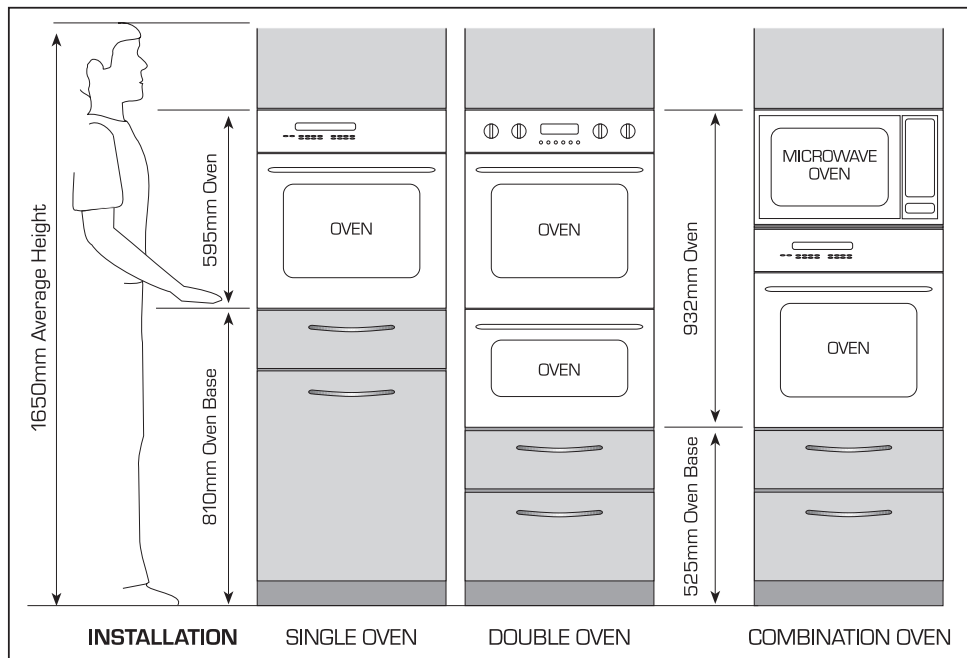 1650mm Average Height
595mm Oven
810mm Oven Base
OVEN
OVEN
OVEN
932mm Oven
525mm Oven Base
MICROWAVE
OVEN
OVEN
INSTALLATION
SINGLE OVEN
DOUBLE OVEN
COMBINATION OVEN